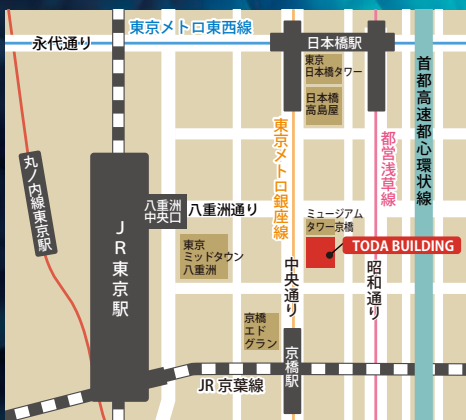 東京メトロ東西線
永代通り
日本橋駅
東京
日本橋タワー
日本橋
高島屋
首都高速都心環状線
東京メトロ銀座線
都営浅草線
丸ノ内線東京駅
JR東京駅
八重洲
中央口
八重洲通り
ミュージアム
タワー京橋
TODA BUILDING
東京
ミッドタウン
八重洲
中央通り
昭和通り
京橋
エド
グラン
京橋駅
JR 京葉線